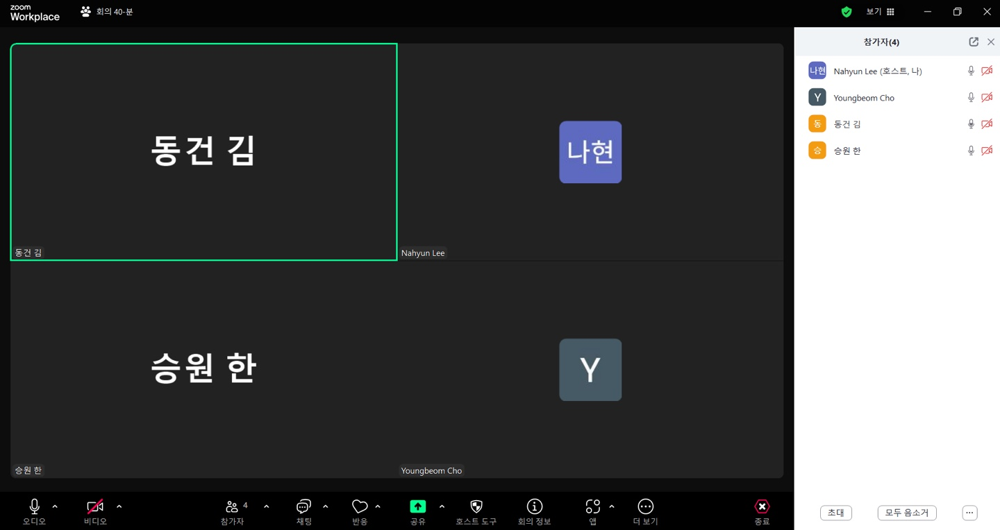 zoom
Workplace
회의 40-분
보기
동건 김
동건 김
나현
Nahyun Lee
승원 한
승원 한
Y
Youngbeom Cho
참가자(4)
나현 Nahyun Lee (호스트, 나)
Y Youngbeom Cho
동 동건 김
승 승원 한
오디오
비디오
4
참가자
채팅
반응
공유
호스트 도구
회의 정보
앱
더 보기
종료
초대
모두 음소거
...